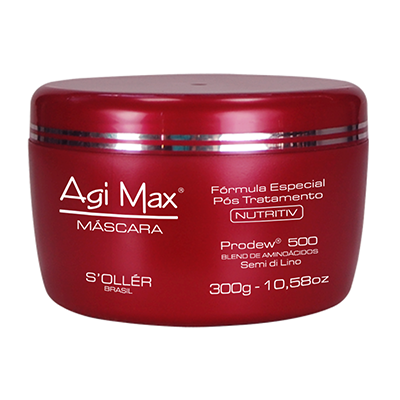 Agi Max®
MÁSCARA
S'OLLÉR
BRASIL
Fórmula Especial
Pós Tratamento
NUTRITIV
Prodew® 500
BLEND DE AMINOÁCIDOS
Semi di Lino
300g - 10,58oz